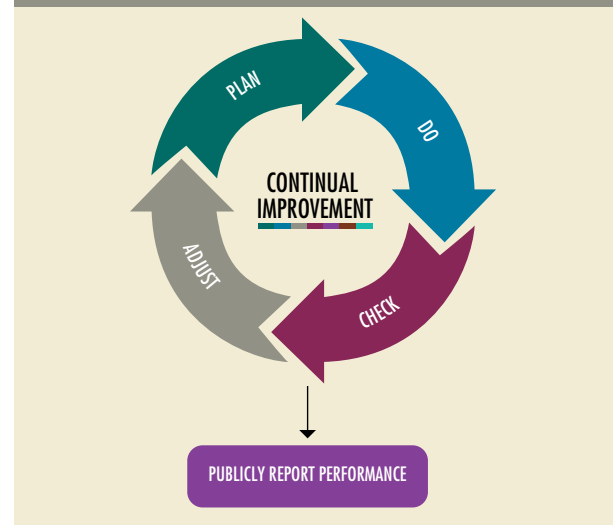 PLAN
DO
CONTINUAL
IMPROVEMENT
ADJUST
CHECK
PUBLICLY REPORT PERFORMANCE